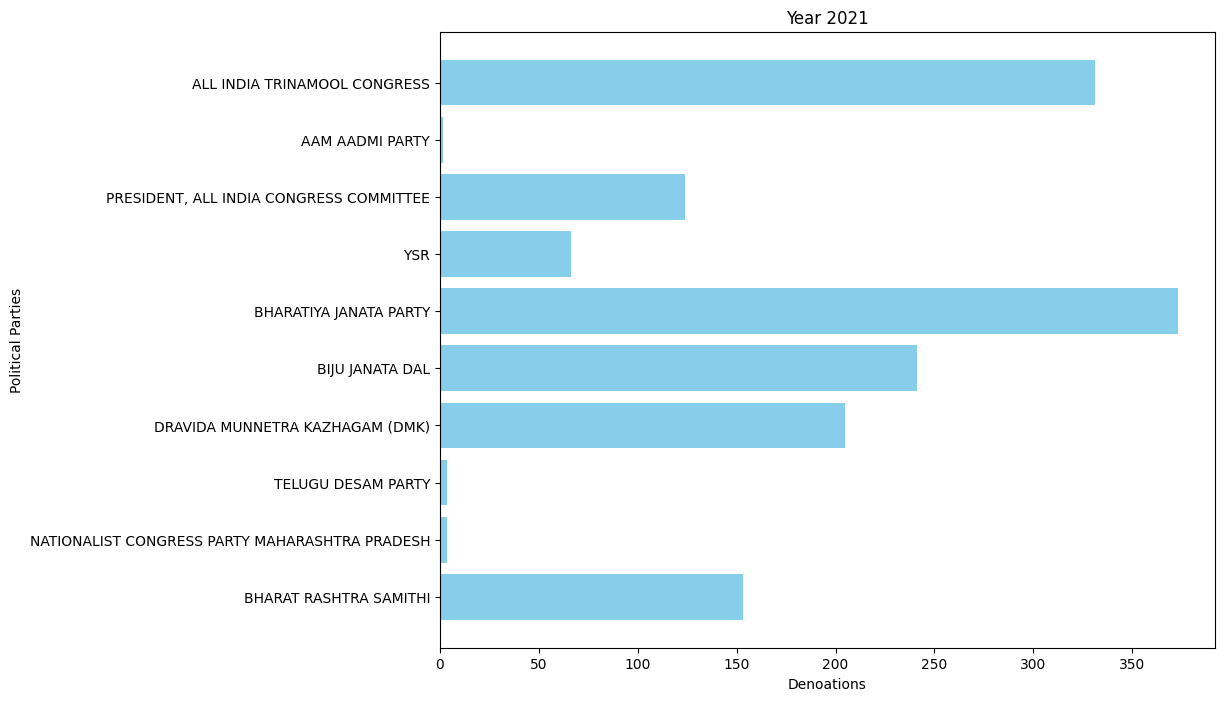 Year 2021
Political Parties
ALL INDIA TRINAMOOL CONGRESS
AAM AADMI PARTY
PRESIDENT, ALL INDIA CONGRESS COMMITTEE
YSR
BHARATIYA JANATA PARTY
BIJU JANATA DAL
DRAVIDA MUNNETRA KAZHAGAM (DMK)
TELUGU DESAM PARTY
NATIONALIST CONGRESS PARTY MAHARASHTRA PRADESH
BHARAT RASHTRA SAMITHI
0 50 100 150 200 250 300 350
Denoations